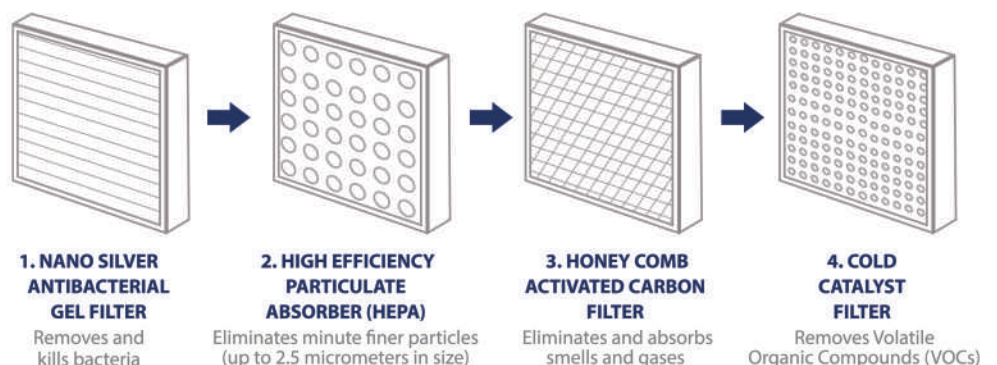 1. NANO SILVER
ANTIBACTERIAL
GEL FILTER
Removes and
kills bacteria
2. HIGH EFFICIENCY
PARTICULATE
ABSORBER (HEPA)
Eliminates minute finer particles
(up to 2.5 micrometers in size)
3. HONEY COMB
ACTIVATED CARBON
FILTER
Eliminates and absorbs
smells and gases
4. COLD
CATALYST
FILTER
Removes Volatile
Organic Compounds (VOCs)